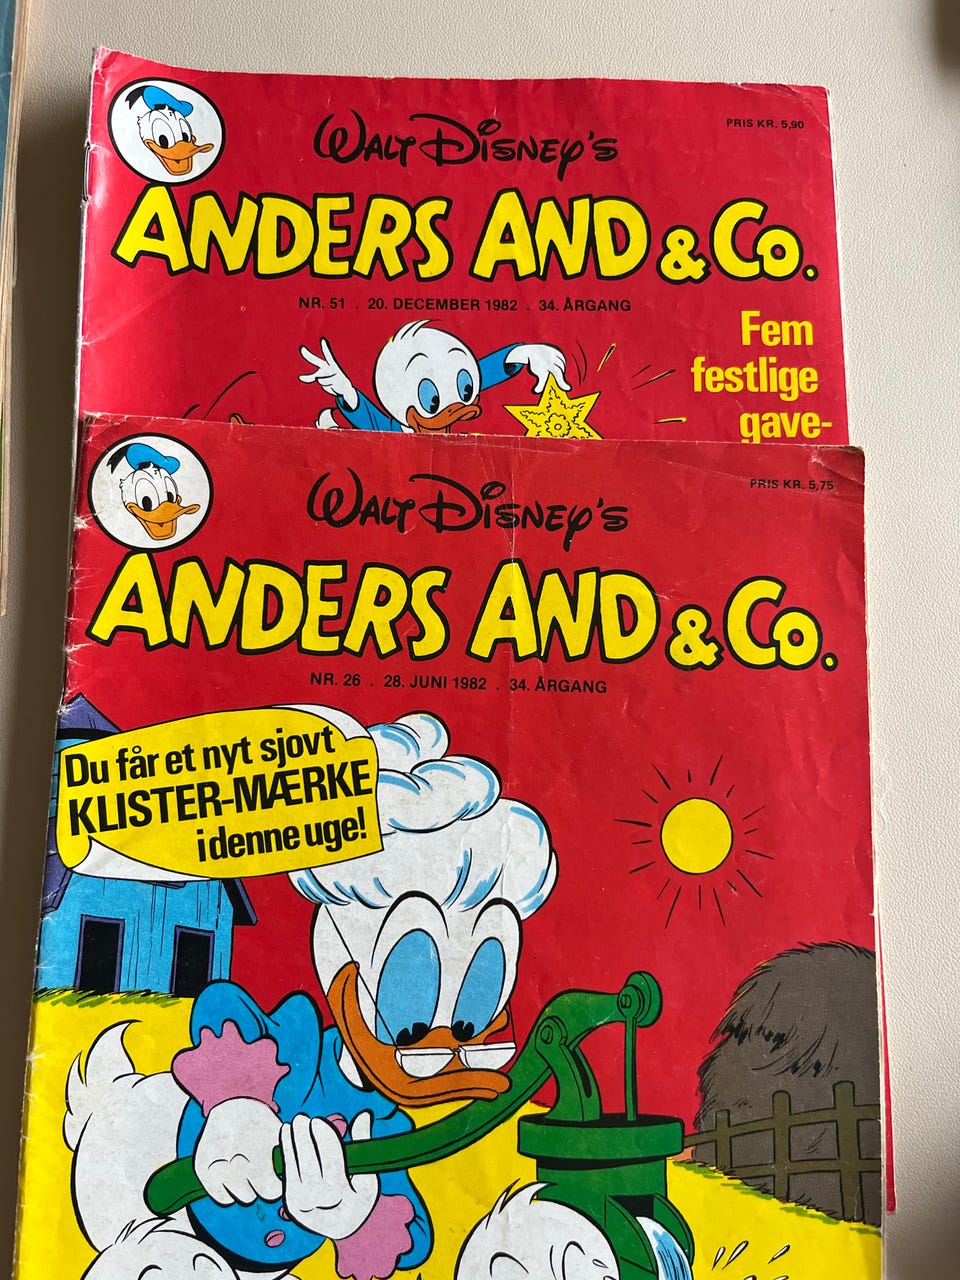 WALT DISNEY'S
PRIS KR. 5,90
ANDERS AND & CO.
NR. 51 . 20. DECEMBER 1982 . 34. ÅRGANG
Fem
festlige
gave-
WALT DISNEY'S
PRIS KR. 5,75
ANDERS AND & CO.
NR. 26 . 28. JUNI 1982 . 34. ÅRGANG
Du får et nyt sjovt
KLISTER-MÆRKE
i denne uge!